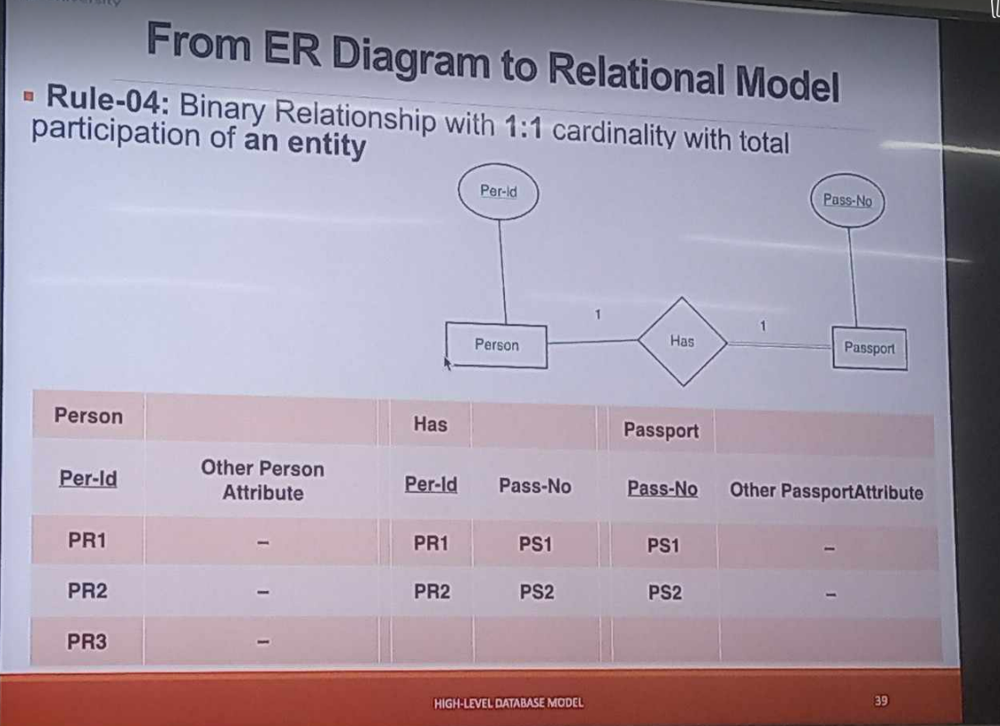 From ER Diagram to Relational Model
Rule-04: Binary Relationship with 1:1 cardinality with total
participation of an entity
Per-Id
Pass-No
1
1
Person
Has
Passport
Person Has Passport
Per-Id Other Person Attribute Per-Id Pass-No Pass-No Other PassportAttribute
PR1 – PR1 PS1 PS1 –
PR2 – PR2 PS2 PS2 –
PR3 –
HIGH-LEVEL DATABASE MODEL
39